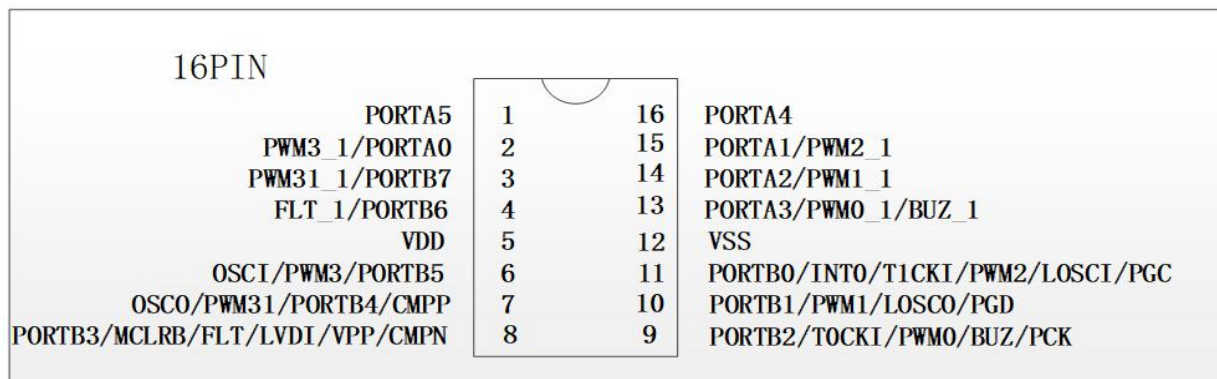 16PIN
PORTA5 1 16 PORTA4
PWM3_1/PORTA0 2 15 PORTA1/PWM2_1
PWM31_1/PORTB7 3 14 PORTA2/PWM1_1
FLT_1/PORTB6 4 13 PORTA3/PWM0_1/BUZ_1
VDD 5 12 VSS
OSCI/PWM3/PORTB5 6 11 PORTB0/INT0/T1CKI/PWM2/LOSCI/PGC
OSCO/PWM31/PORTB4/CMPP 7 10 PORTB1/PWM1/LOSCO/PGD
PORTB3/MCLRB/FLT/LVDI/VPP/CMPN 8 9 PORTB2/T0CKI/PWM0/BUZ/PCK